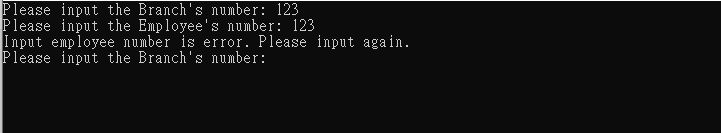 Please input the Branch's number: 123
Please input the Employee's number: 123
Input employee number is error. Please input again.
Please input the Branch's number: